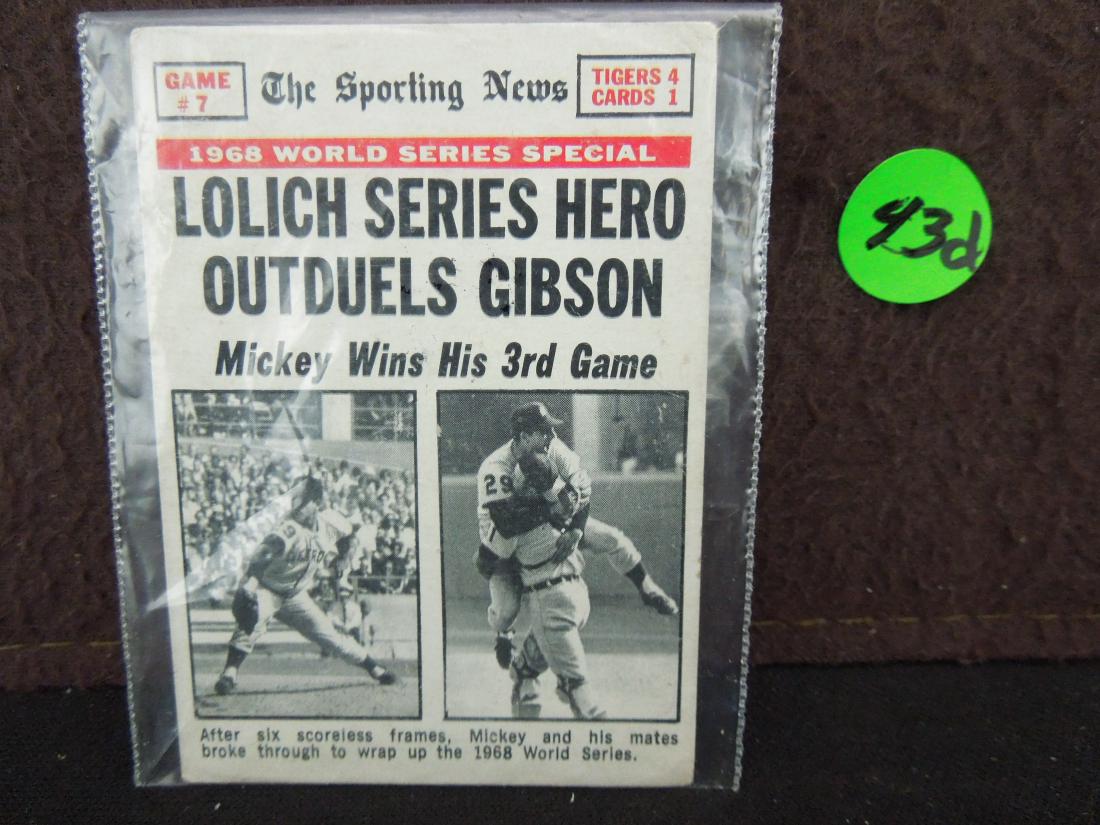 GAME
# 7
The Sporting News
TIGERS 4
CARDS 1
1968 WORLD SERIES SPECIAL
LOLICH SERIES HERO
OUTDUELS GIBSON
Mickey Wins His 3rd Game
29
After six scoreless frames, Mickey and his mates
broke through to wrap up the 1968 World Series.
43d